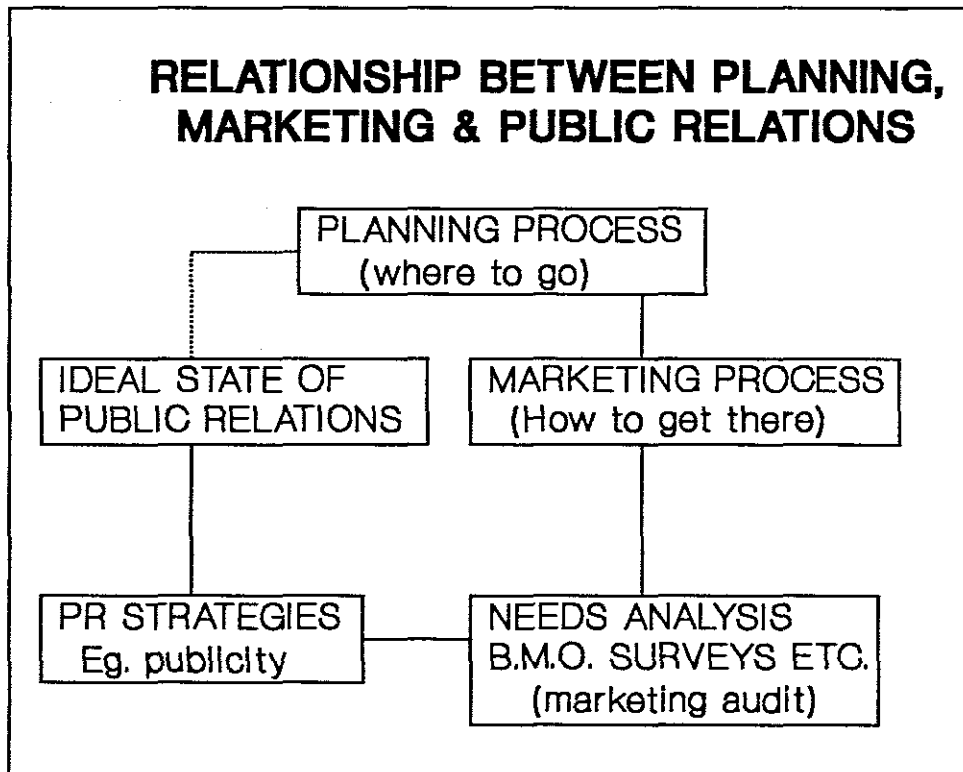 RELATIONSHIP BETWEEN PLANNING,
MARKETING & PUBLIC RELATIONS
PLANNING PROCESS
(where to go)
IDEAL STATE OF
PUBLIC RELATIONS
MARKETING PROCESS
(How to get there)
PR STRATEGIES
Eg. publicity
NEEDS ANALYSIS
B.M.O. SURVEYS ETC.
(marketing audit)